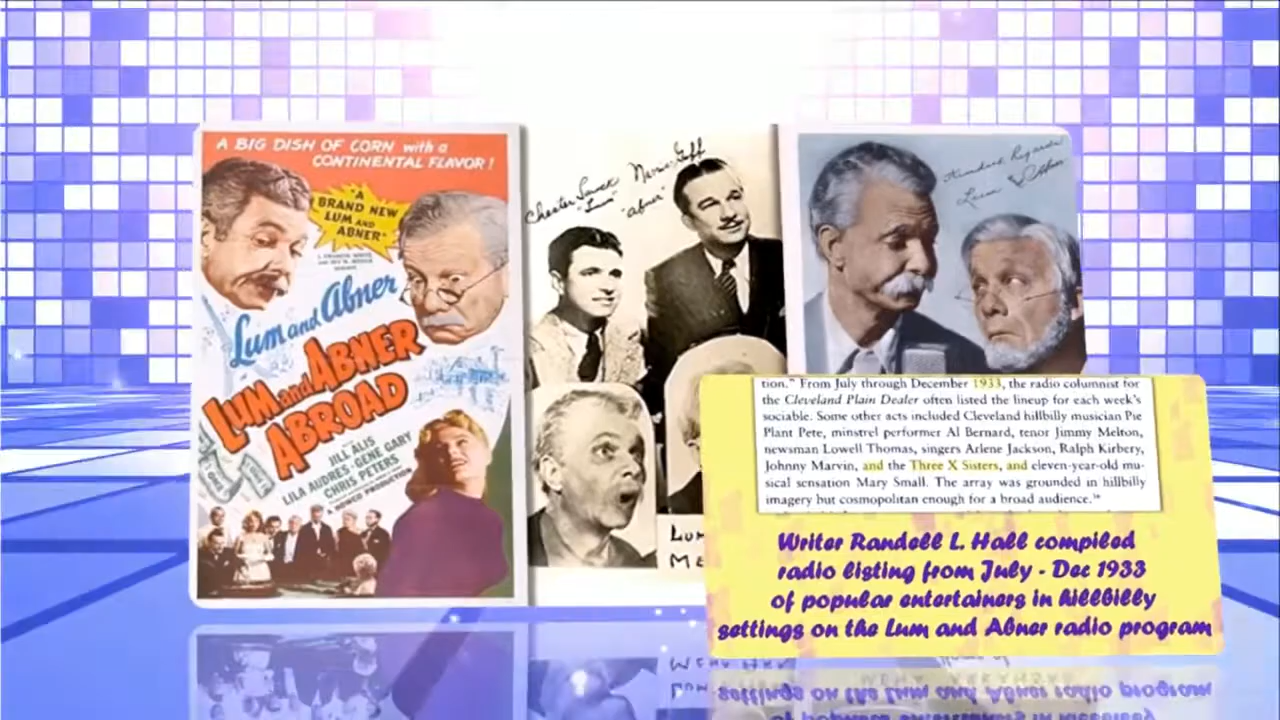 A BIG DISH OF CORN with a
CONTINENTAL FLAVOR!
"A
BRAND NEW
LUM AND
ABNER"
Lum and Abner
LUM and ABNER
ABROAD
JILL ALIS
LILA AUDRES · GENE GARY
CHRIS PETERS
A HOWCO PRODUCTION
Chester Lauck Norris Goff
"Lum" "Abner"
Lum
tion." From July through December 1933, the radio columnist for
the Cleveland Plain Dealer often listed the lineup for each week's
sociable. Some other acts included Cleveland hillbilly musician Pie
Plant Pete, minstrel performer Al Bernard, tenor Jimmy Melton,
newsman Lowell Thomas, singers Arlene Jackson, Ralph Kirbery,
Johnny Marvin, and the Three X Sisters, and eleven-year-old mu-
sical sensation Mary Small. The array was grounded in hillbilly
imagery but cosmopolitan enough for a broad audience.
Writer Randell L. Hall compiled
radio listing from July - Dec 1933
of popular entertainers in hillbilly
settings on the Lum and Abner radio program